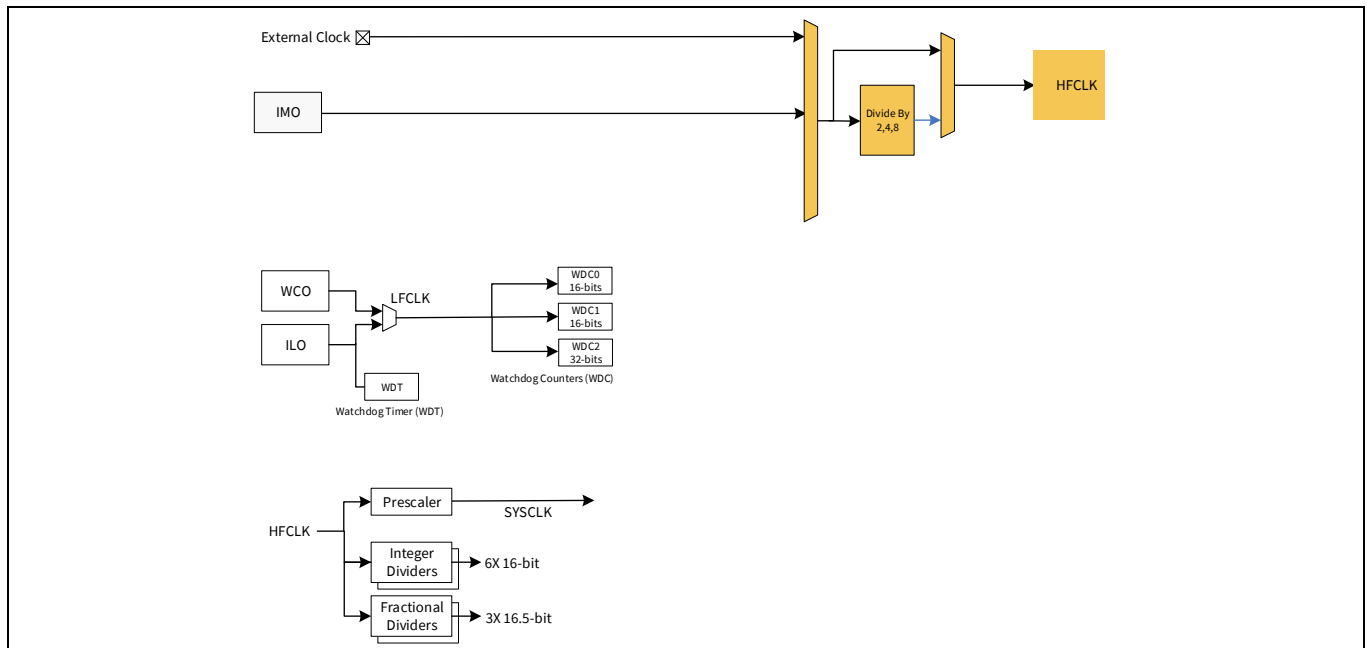 External Clock
IMO
Divide By
2,4,8
HFCLK
WCO
ILO
LFCLK
WDC0
16-bits
WDC1
16-bits
WDC2
32-bits
Watchdog Counters (WDC)
WDT
Watchdog Timer (WDT)
HFCLK
Prescaler
SYSCLK
Integer
Dividers
6X 16-bit
Fractional
Dividers
3X 16.5-bit